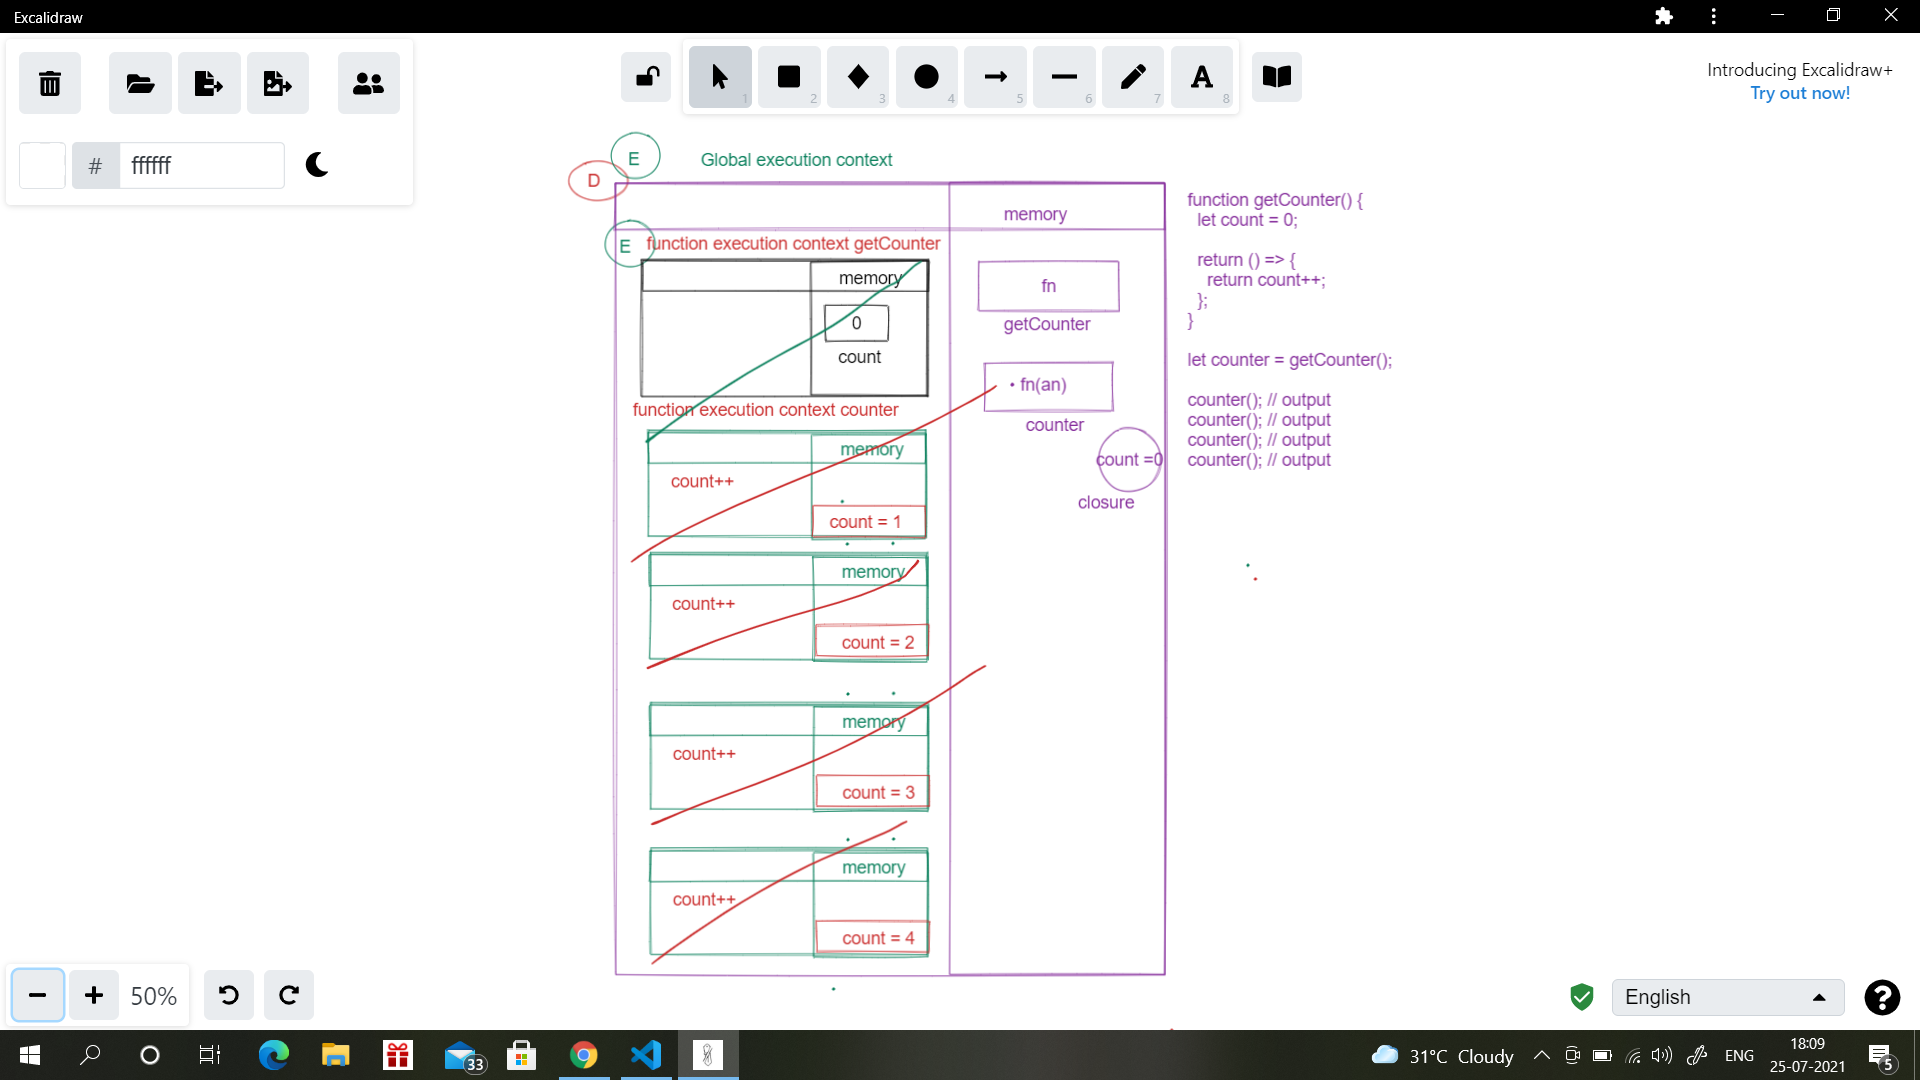 Excalidraw
1
2
3
4
5
6
7
8
Introducing Excalidraw+
Try out now!
#
ffffff
E
D
Global execution context
memory
E
function execution context getCounter
memory
0
count
fn
getCounter
• fn(an)
counter
count =0
closure
function execution context counter
memory
count++
count = 1
memory
count++
count = 2
memory
count++
count = 3
memory
count++
count = 4
function getCounter() {
let count = 0;
return () => {
return count++;
};
}
let counter = getCounter();
counter(); // output
counter(); // output
counter(); // output
counter(); // output
50%
English
?
33
31°C Cloudy
ENG
18:09
25-07-2021
5